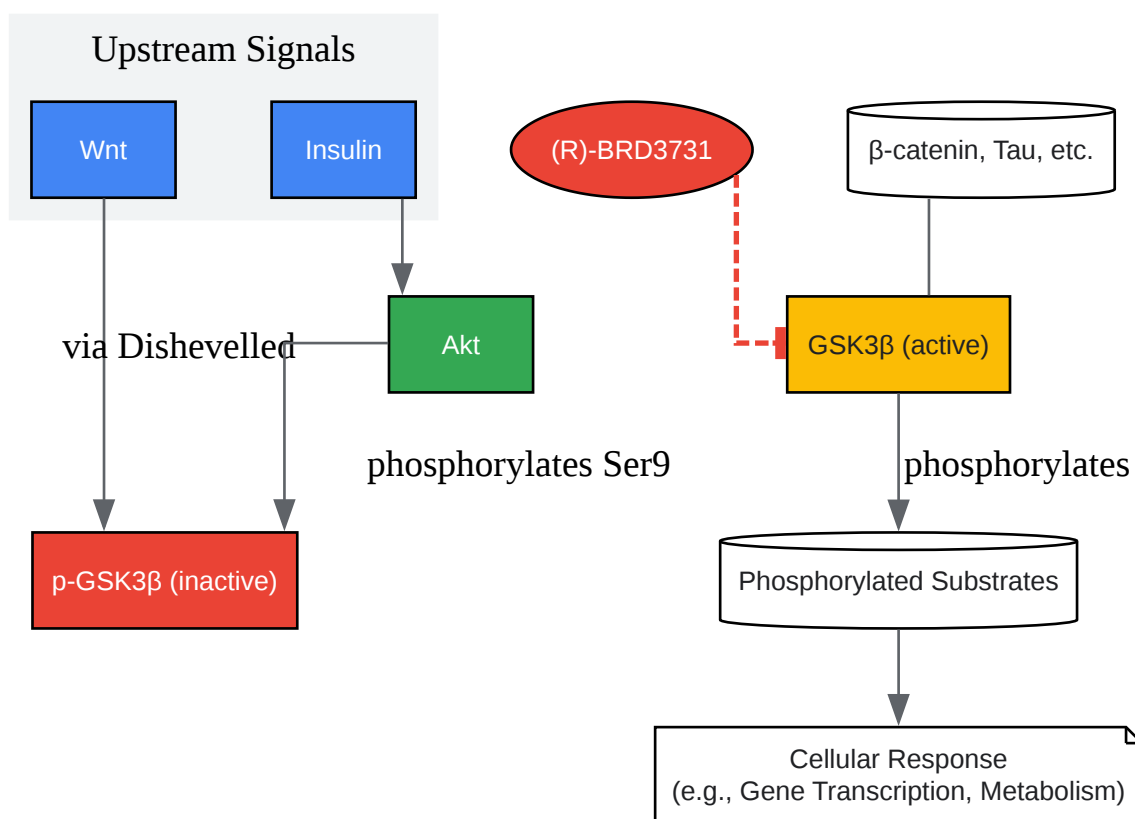 Upstream Signals
Wnt
Insulin
(R)-BRD3731
β-catenin, Tau, etc.
via Dishevelled
Akt
GSK3β (active)
phosphorylates Ser9
phosphorylates
p-GSK3β (inactive)
Phosphorylated Substrates
Cellular Response
(e.g., Gene Transcription, Metabolism)